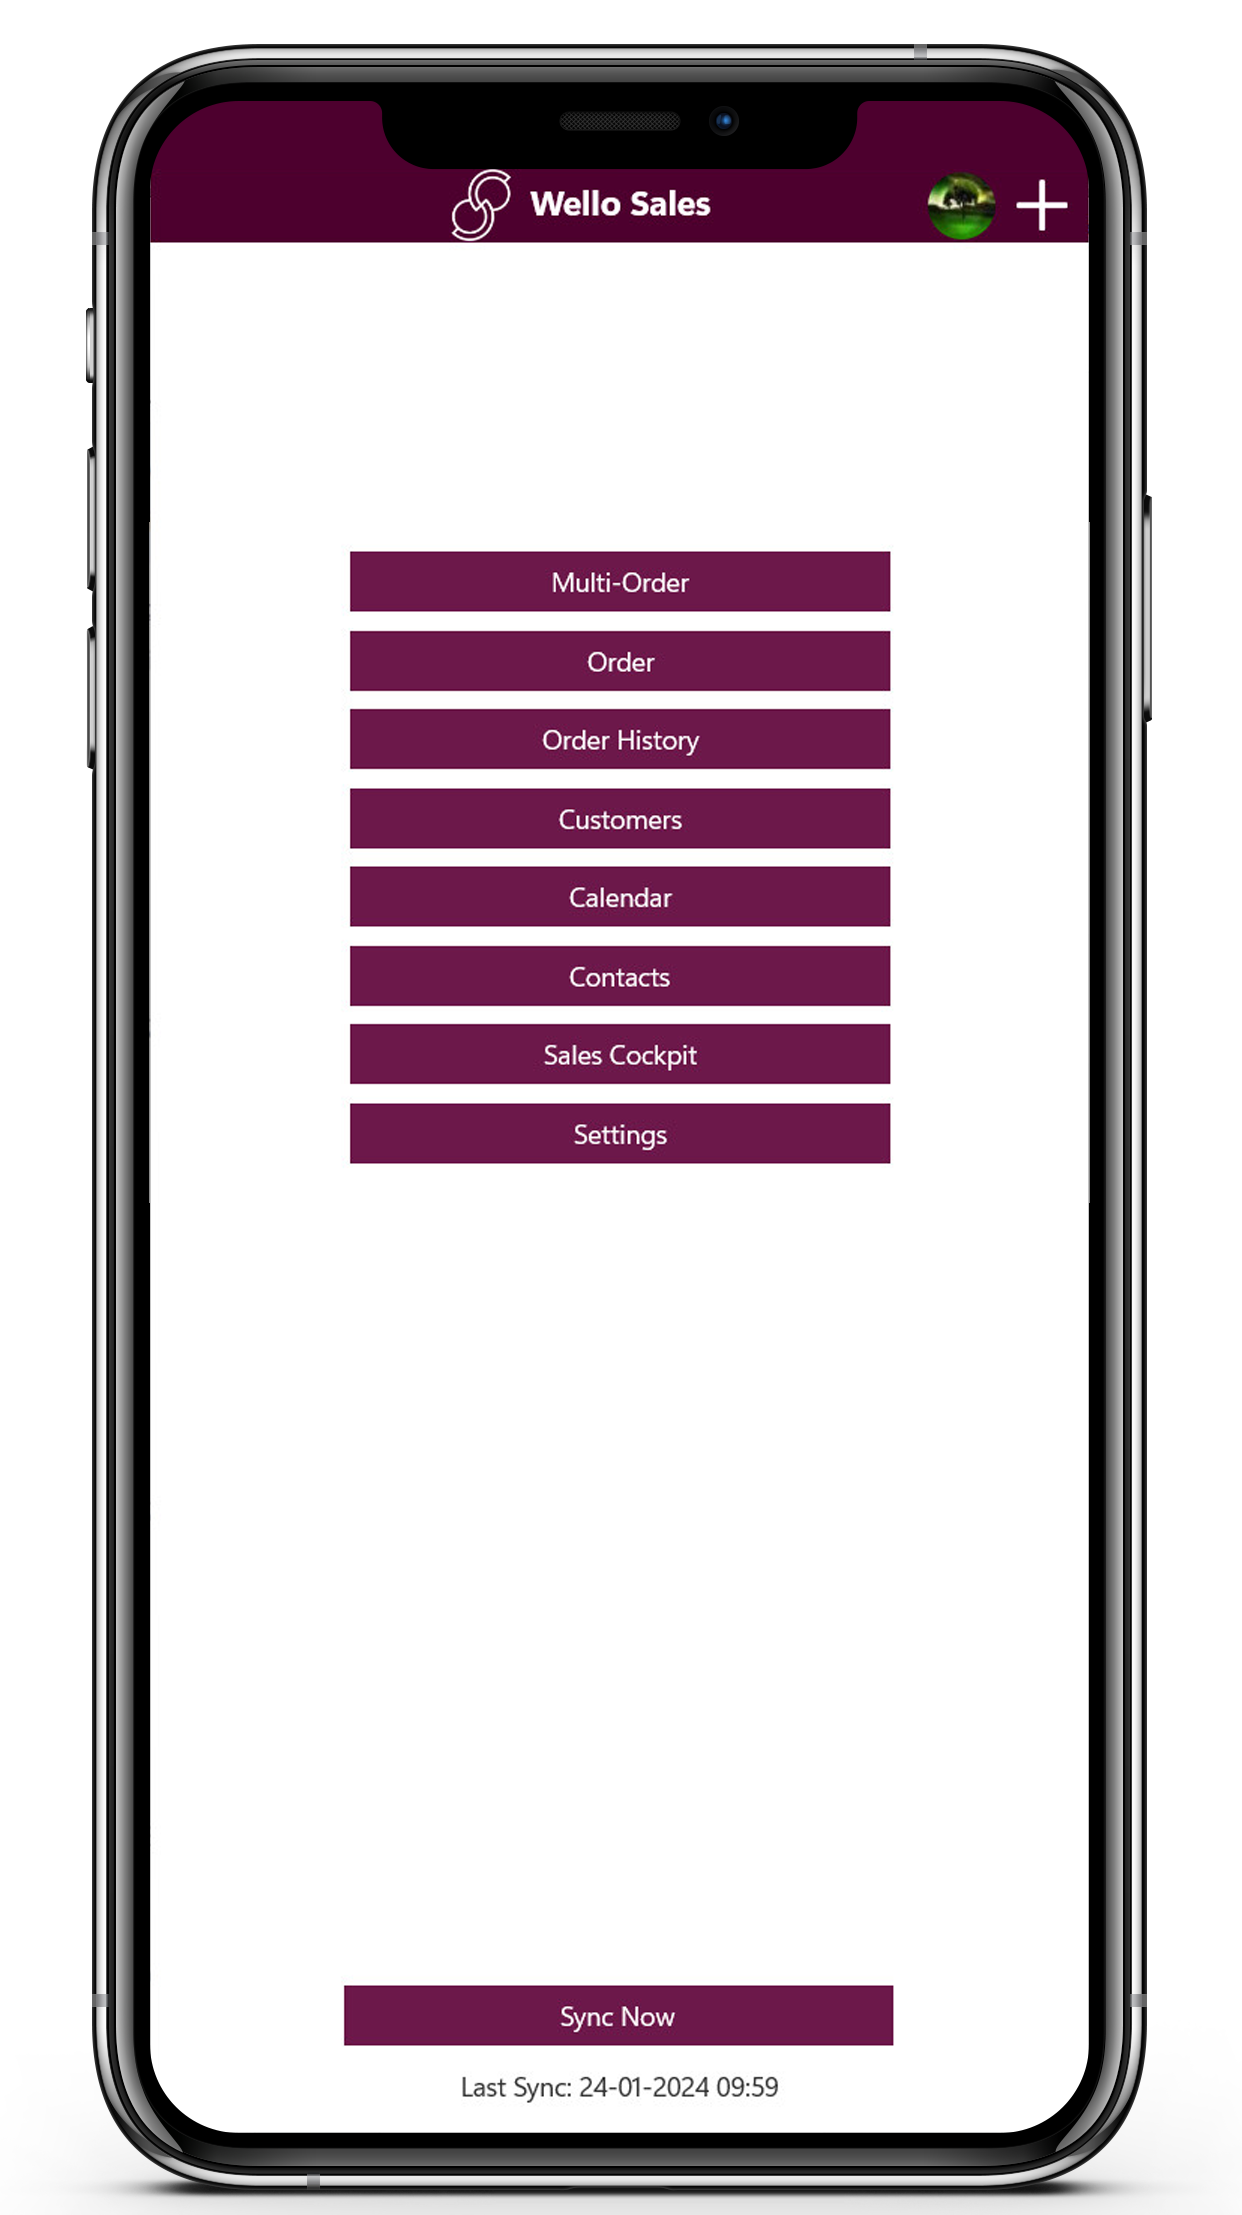 Wello Sales
Multi-Order
Order
Order History
Customers
Calendar
Contacts
Sales Cockpit
Settings
Sync Now
Last Sync: 24-01-2024 09:59